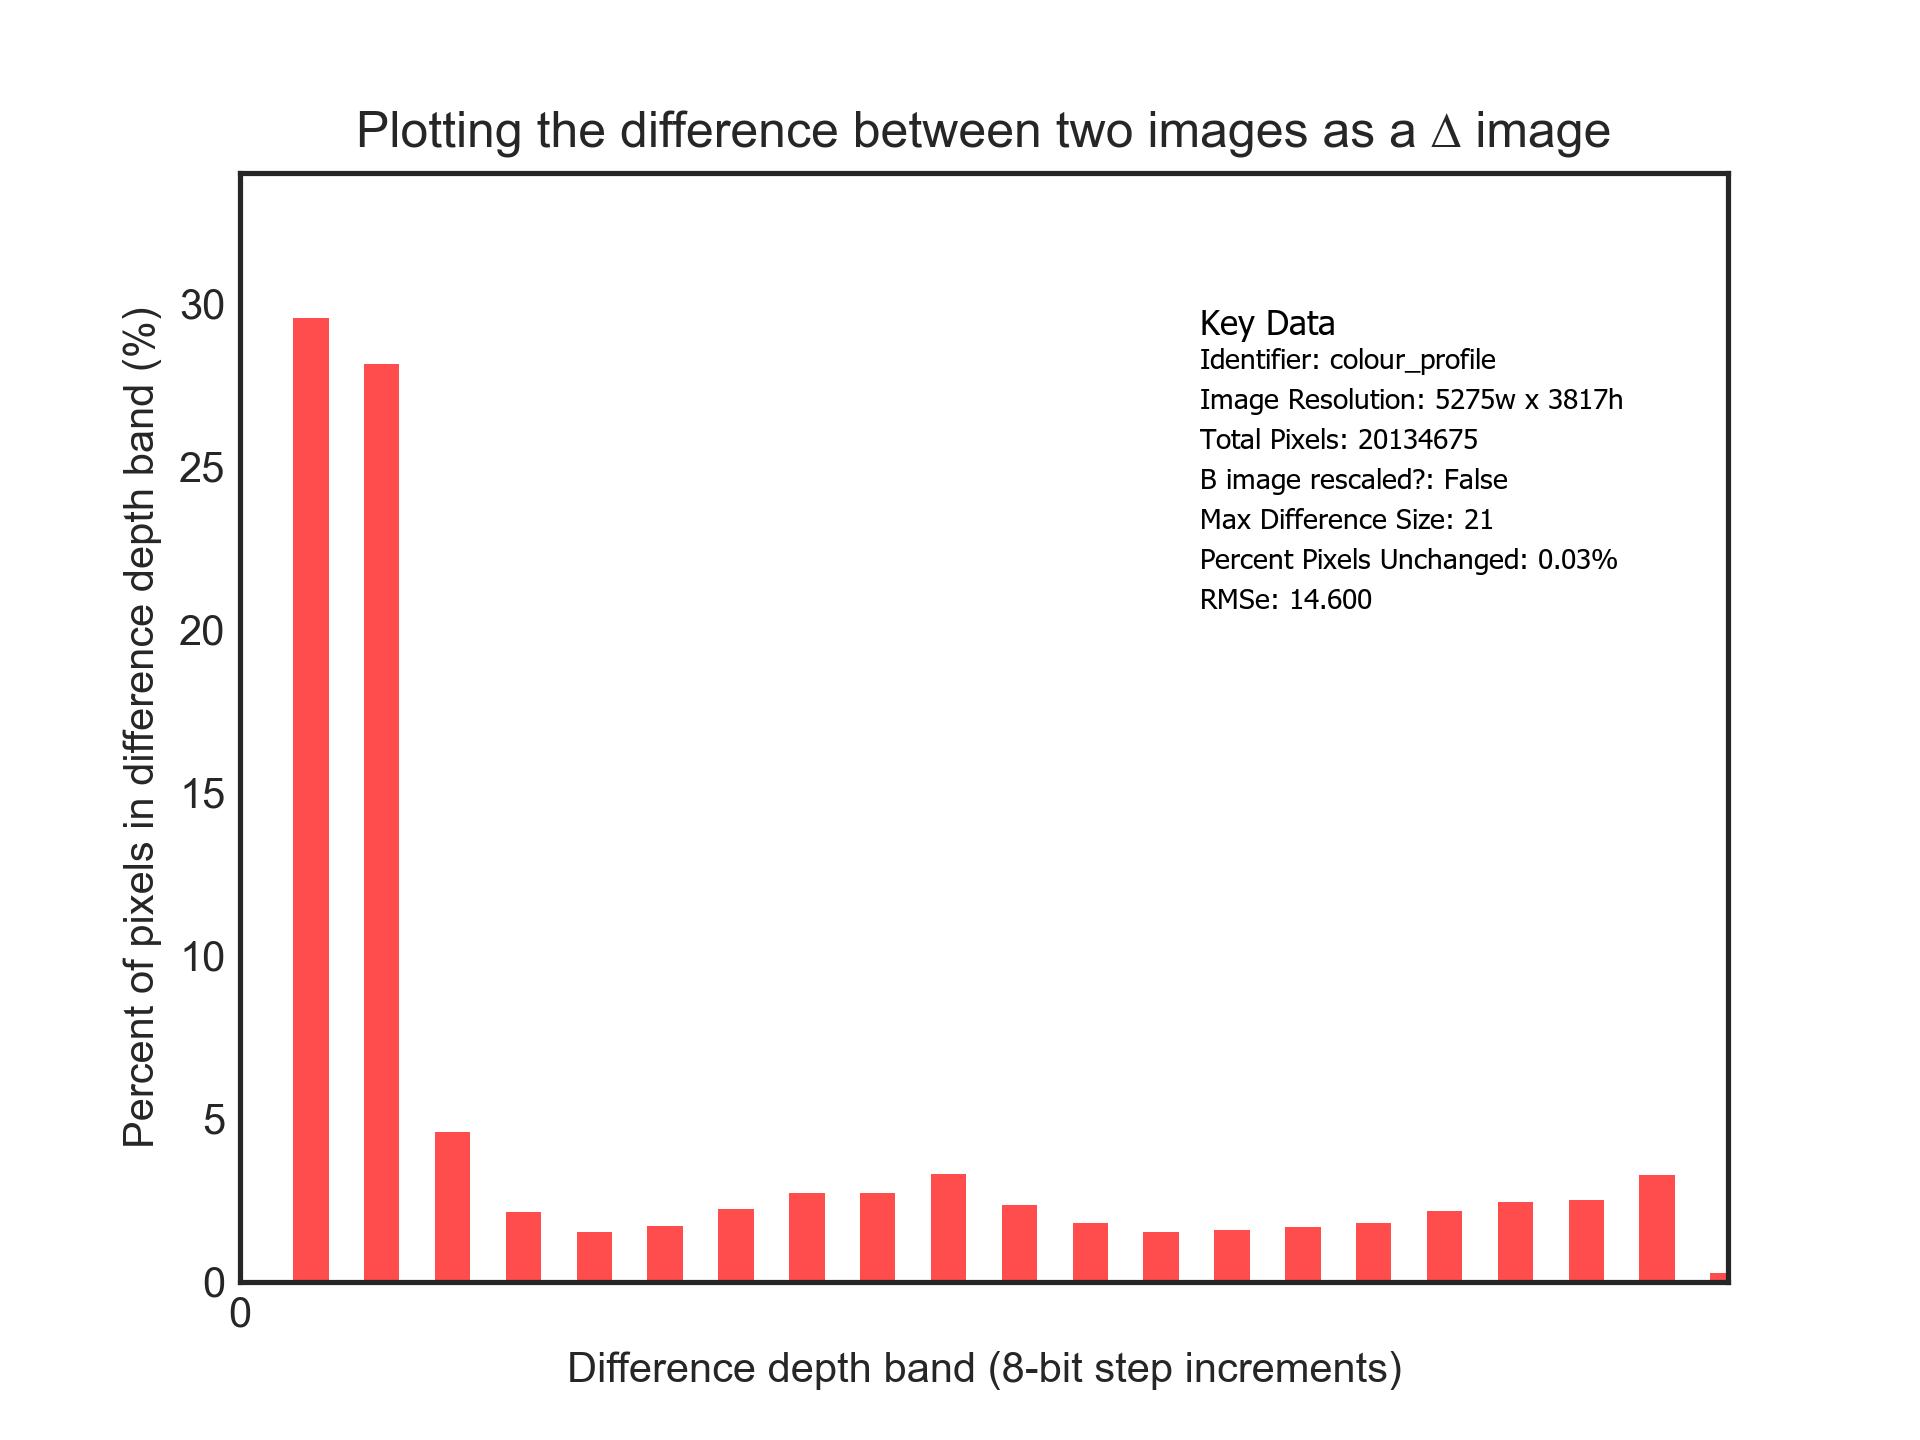 Plotting the difference between two images as a Δ image
Percent of pixels in difference depth band (%)
30
25
20
15
10
5
0
0
Key Data
Identifier: colour_profile
Image Resolution: 5275w x 3817h
Total Pixels: 20134675
B image rescaled?: False
Max Difference Size: 21
Percent Pixels Unchanged: 0.03%
RMSe: 14.600
Difference depth band (8-bit step increments)